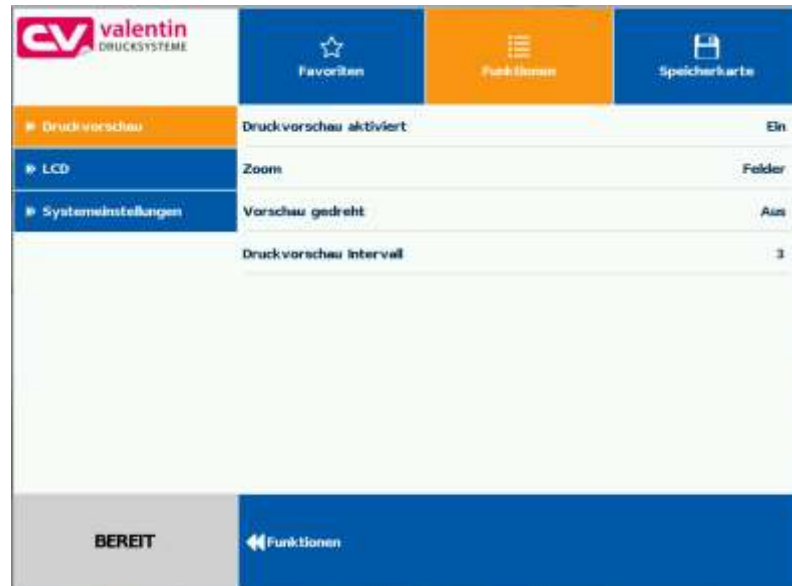 CV valentin
DRUCKSYSTEME
Favoriten
Funktionen
Speicherkarte
Druckvorschau
LCD
Systemeinstellungen
Druckvorschau aktiviert Ein
Zoom Felder
Vorschau gedreht Aus
Druckvorschau Intervall 3
BEREIT
Funktionen